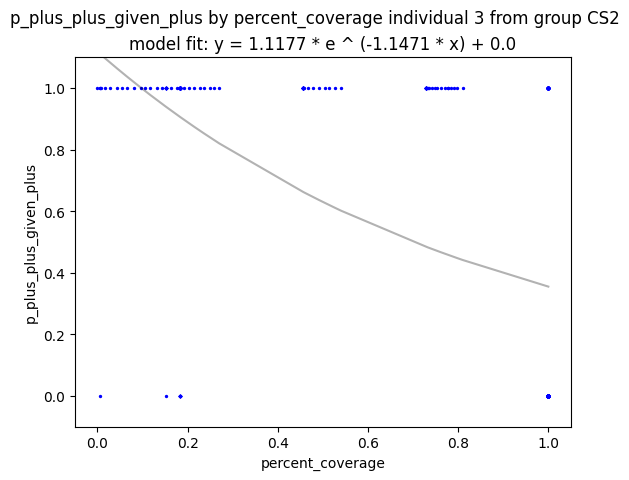 p_plus_plus_given_plus by percent_coverage individual 3 from group CS2
model fit: y = 1.1177 * e ^ (-1.1471 * x) + 0.0
p_plus_plus_given_plus
1.0
0.8
0.6
0.4
0.2
0.0
0.0 0.2 0.4 0.6 0.8 1.0
percent_coverage